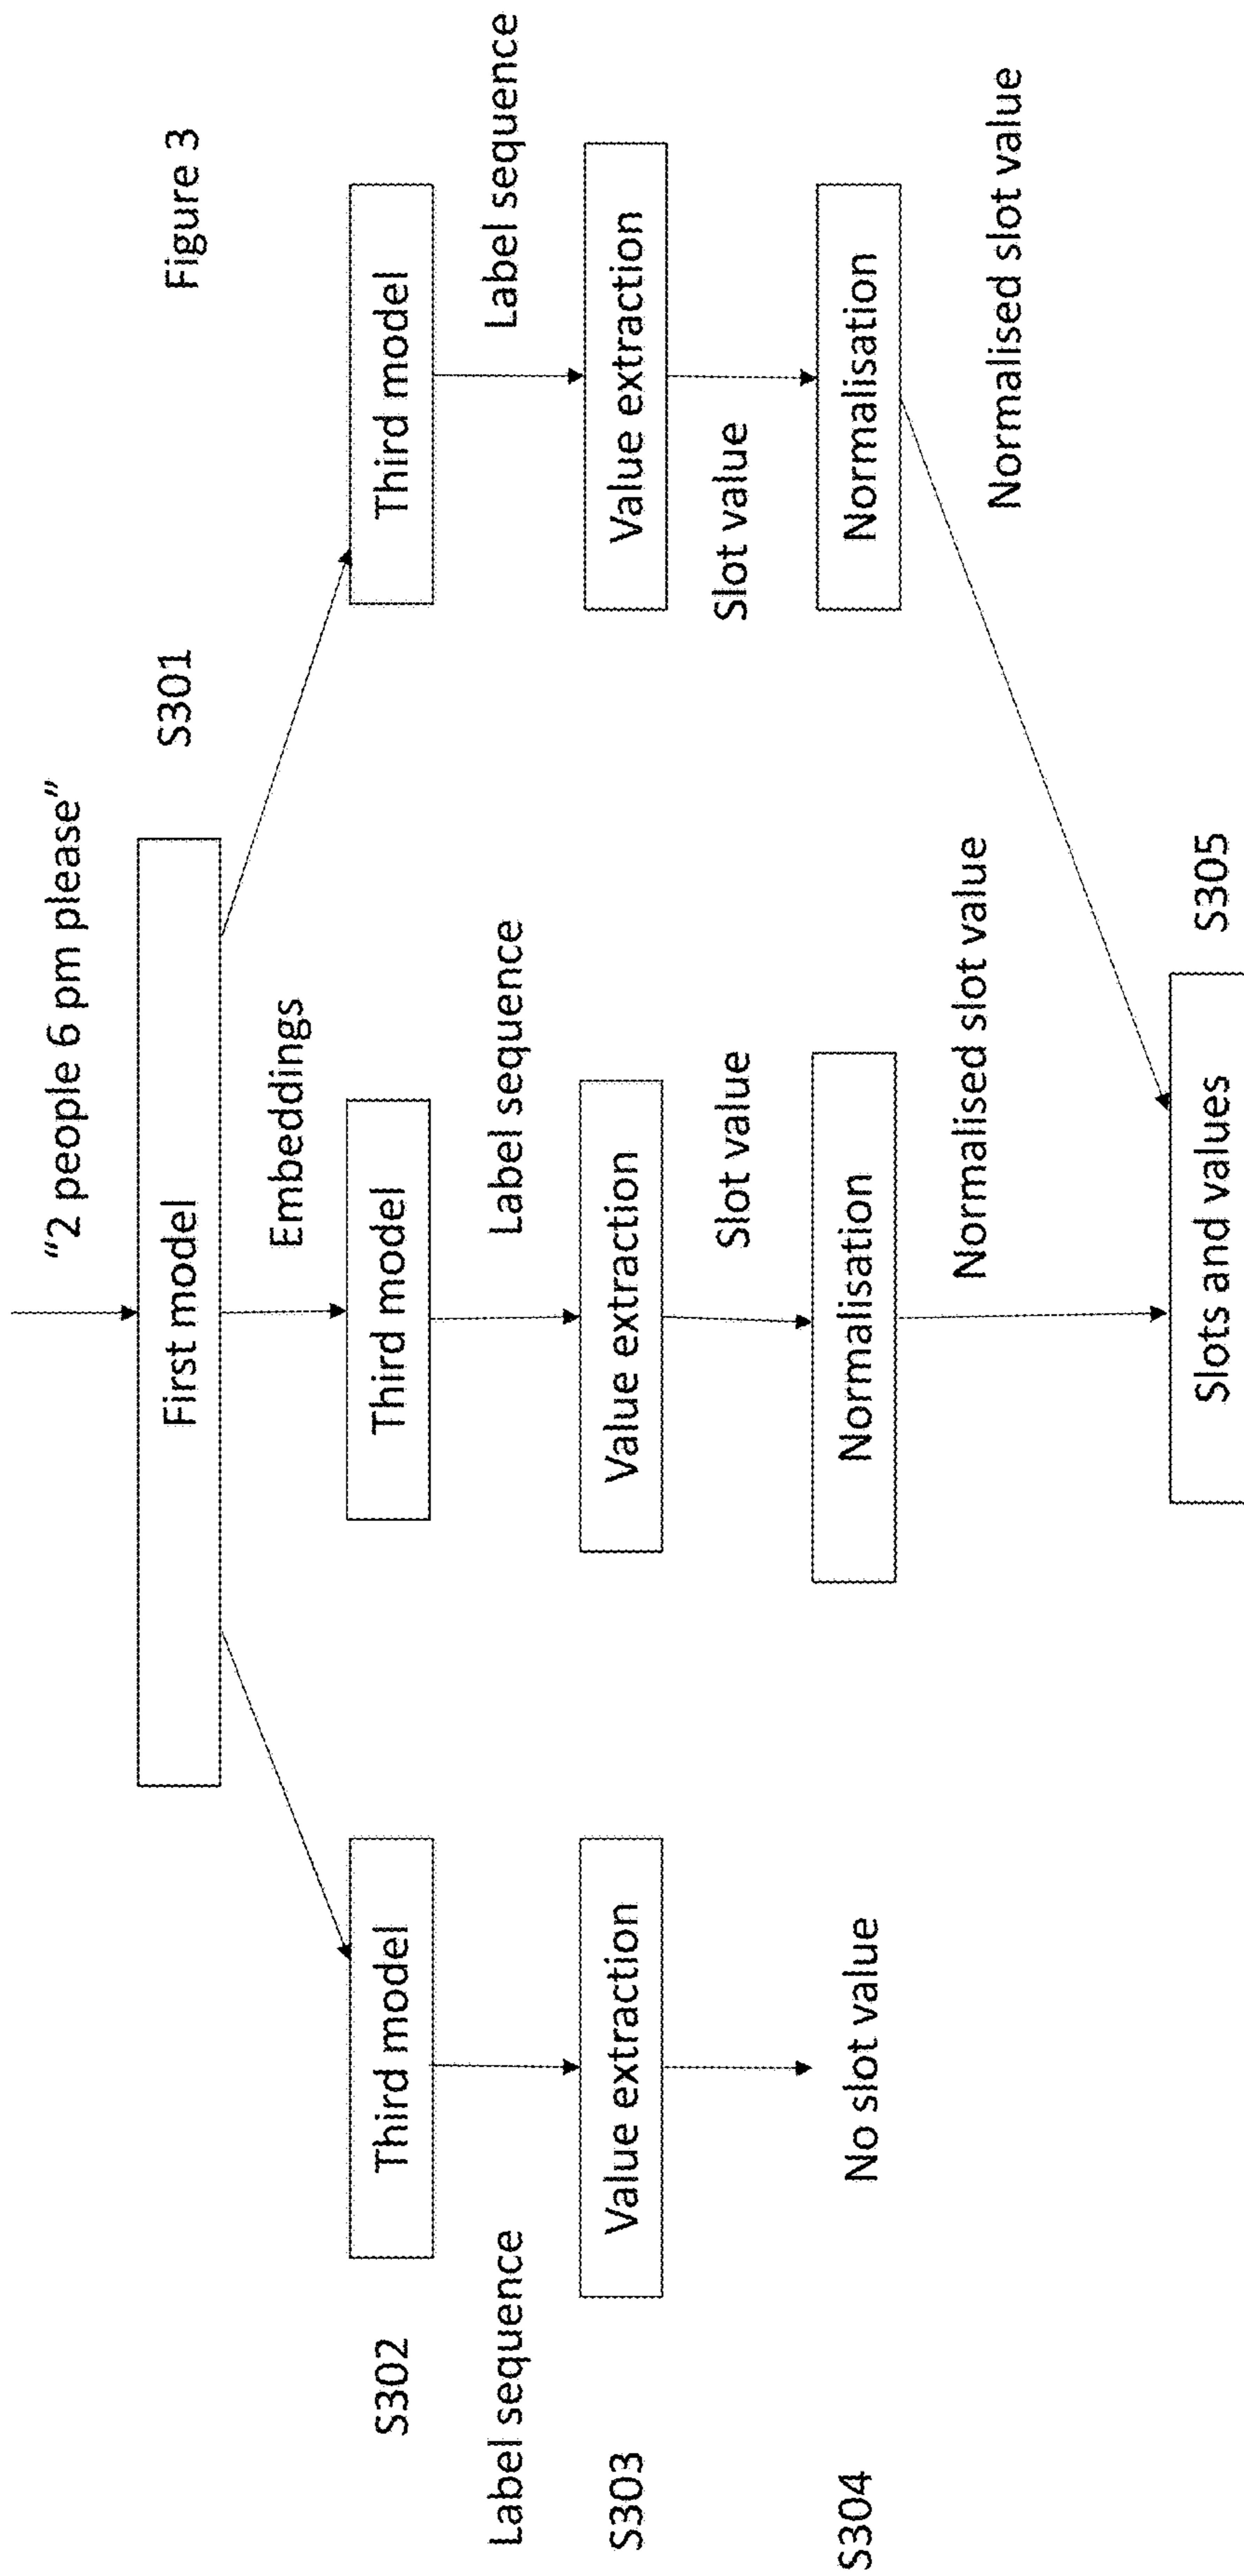 Figure 3
“2 people 6 pm please”
First model
S301
Embeddings
S302
Third model
Third model
Third model
Label sequence
Label sequence
Label sequence
S303
Value extraction
Value extraction
Value extraction
Slot value
Slot value
S304
No slot value
Normalisation
Normalisation
Normalised slot value
Normalised slot value
Slots and values
S305